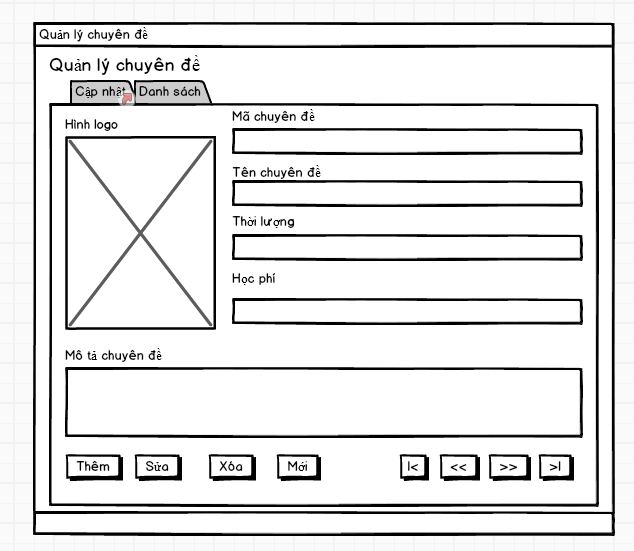 Quản lý chuyên đề
Quản lý chuyên đề
Cập nhật Danh sách
Hình logo
Mã chuyên đề
Tên chuyên đề
Thời lượng
Học phí
Mô tả chuyên đề
Thêm Sửa Xóa Mới |< << >> >|